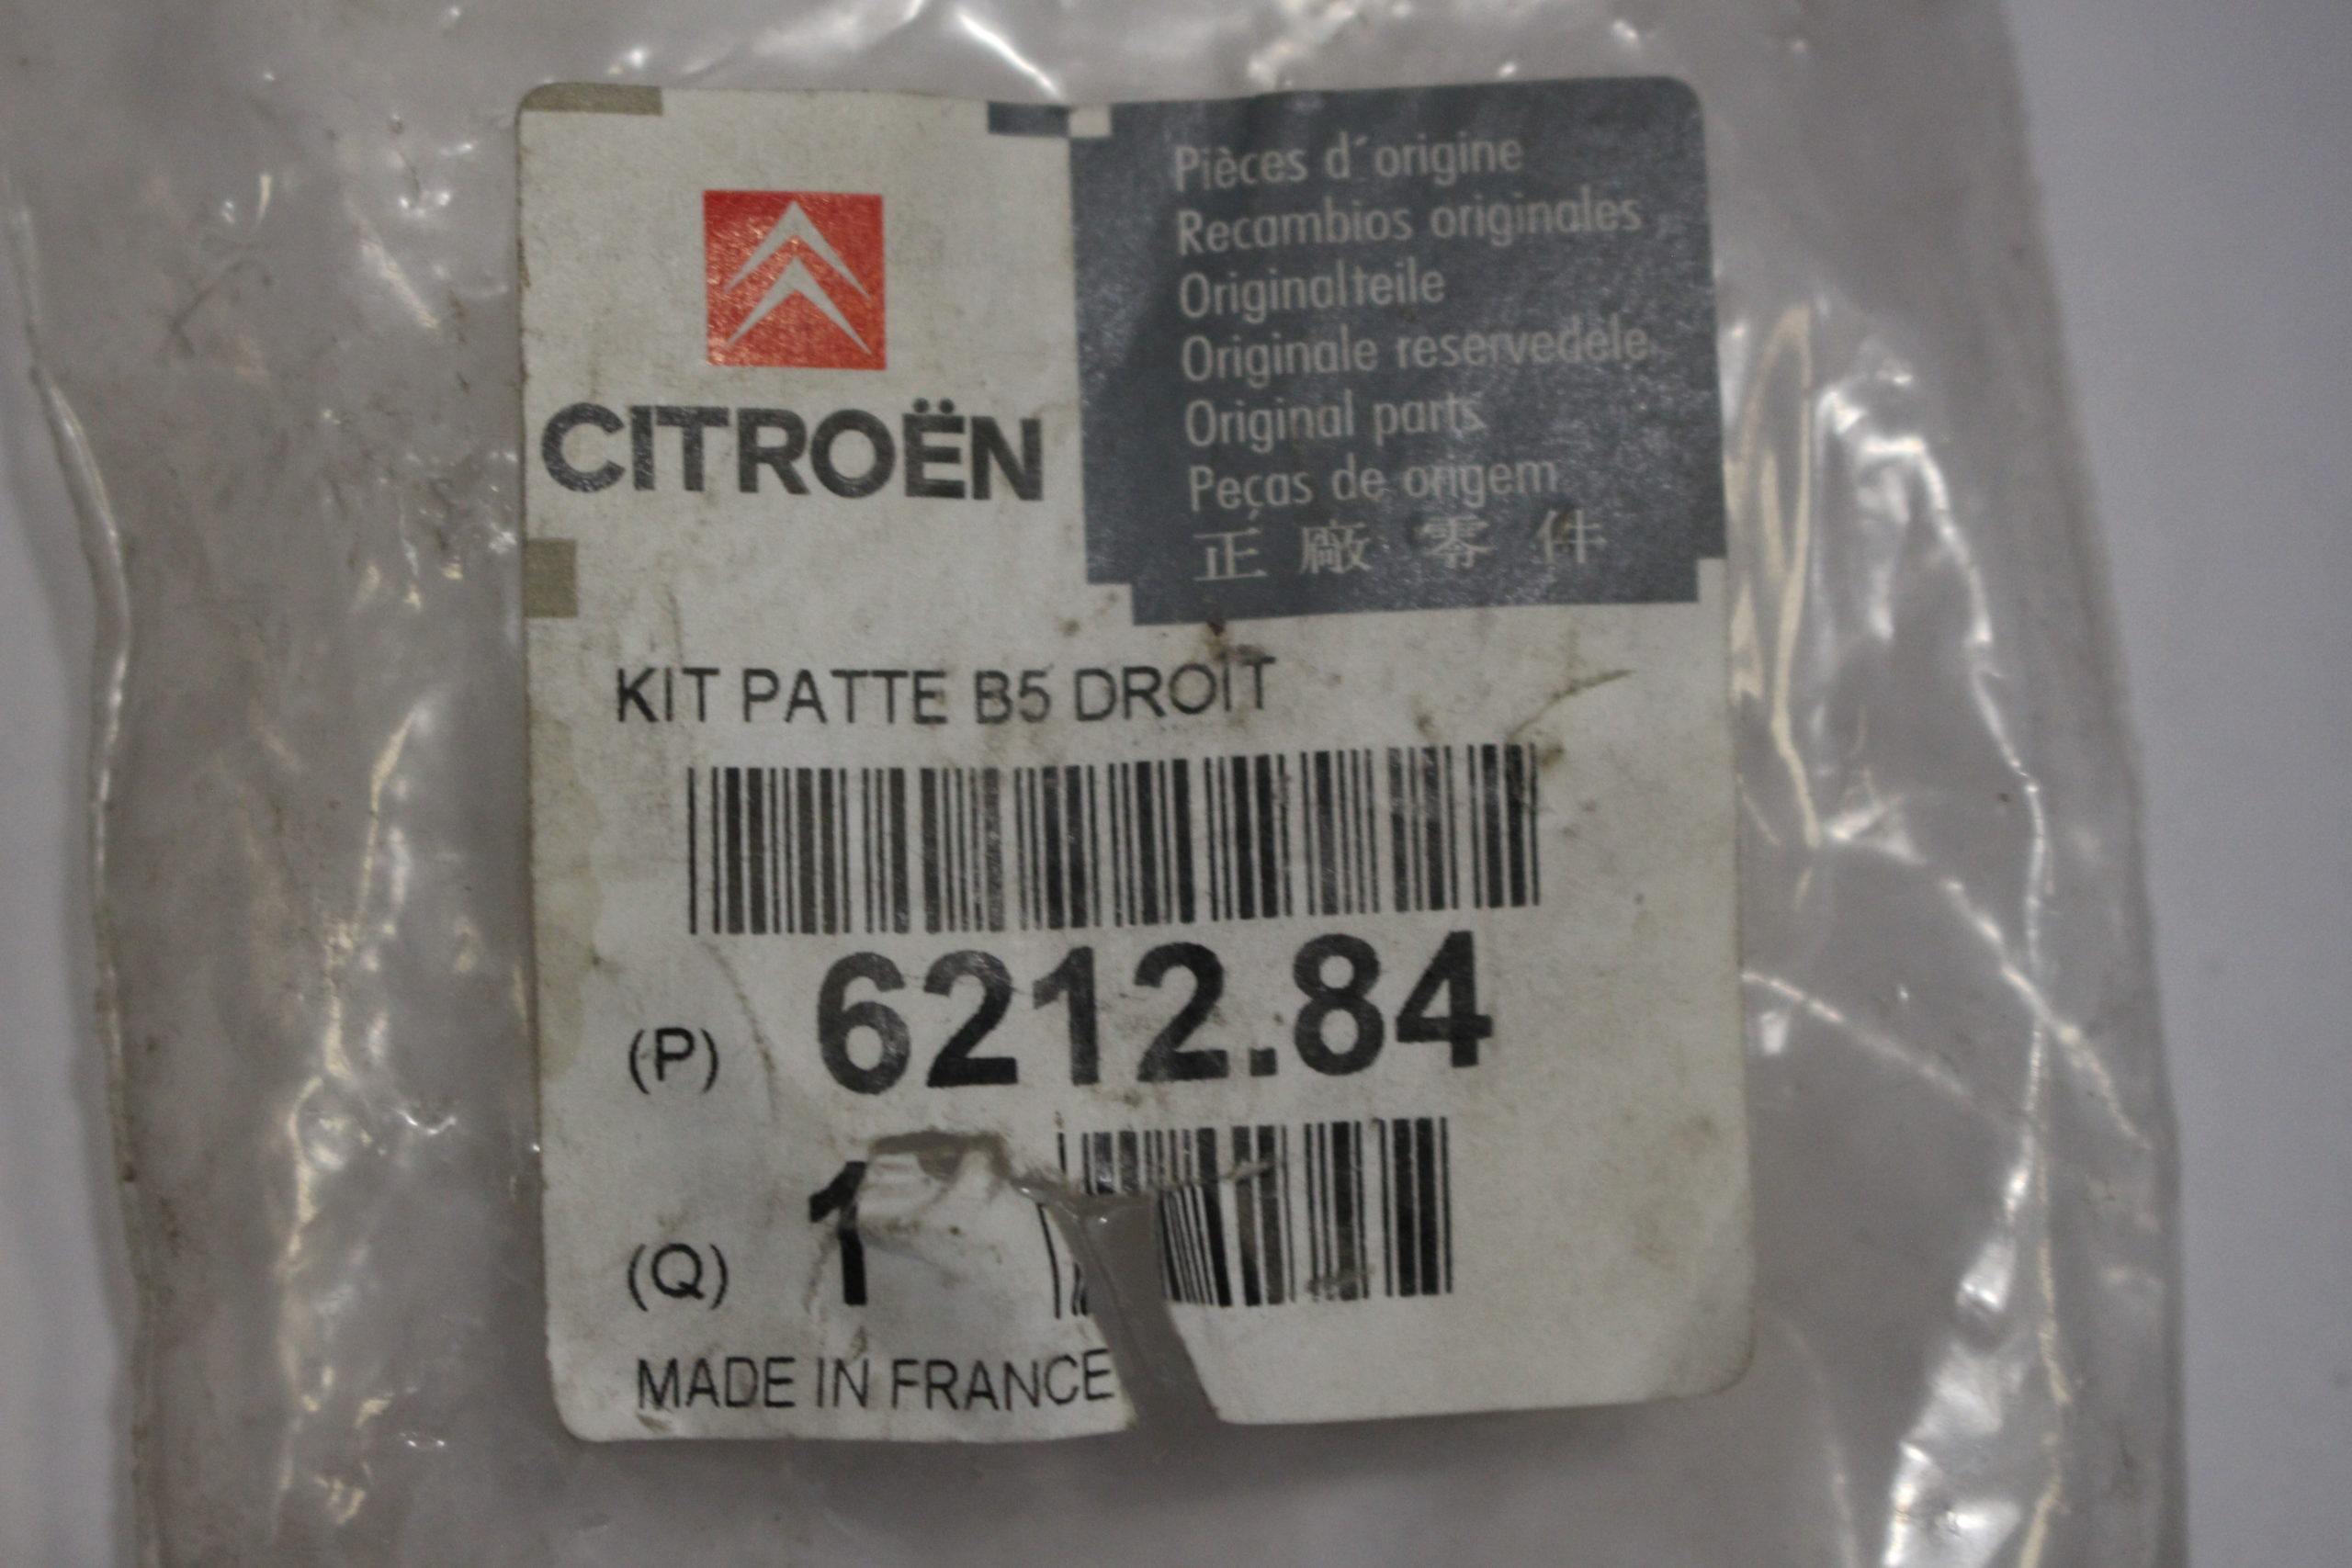 CITROËN
Pièces d´origine
Recambios originales
Originalteile
Originale reservedele
Original parts
Peças de origem
正 廠 零 件
KIT PATTE B5 DROIT
(P) 6212.84
(Q) 1
MADE IN FRANCE